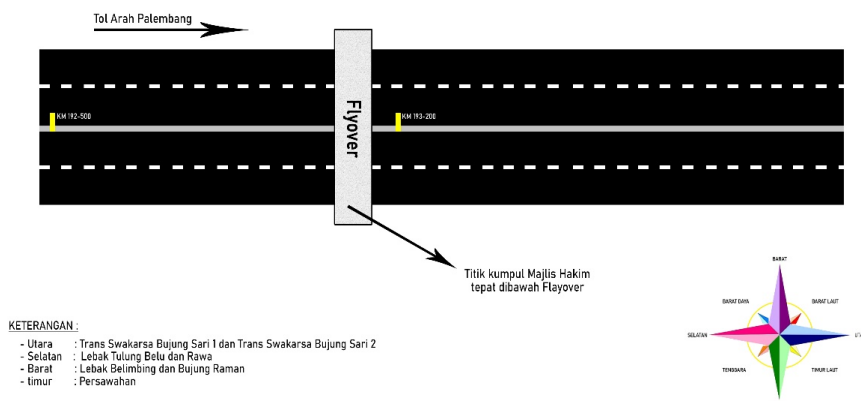 Tol Arah Palembang
Flyover
KM 192-500
KM 193-200
Titik kumpul Majlis Hakim
tepat dibawah Flayover
BARAT
BARAT DAYA
BARAT LAUT
SELATAN
TENGGARA
TIMUR LAUT
KETERANGAN :
- Utara : Trans Swakarsa Bujung Sari 1 dan Trans Swakarsa Bujung Sari 2
- Selatan : Lebak Tulung Belu dan Rawa
- Barat : Lebak Belimbing dan Bujung Raman
- timur : Persawahan